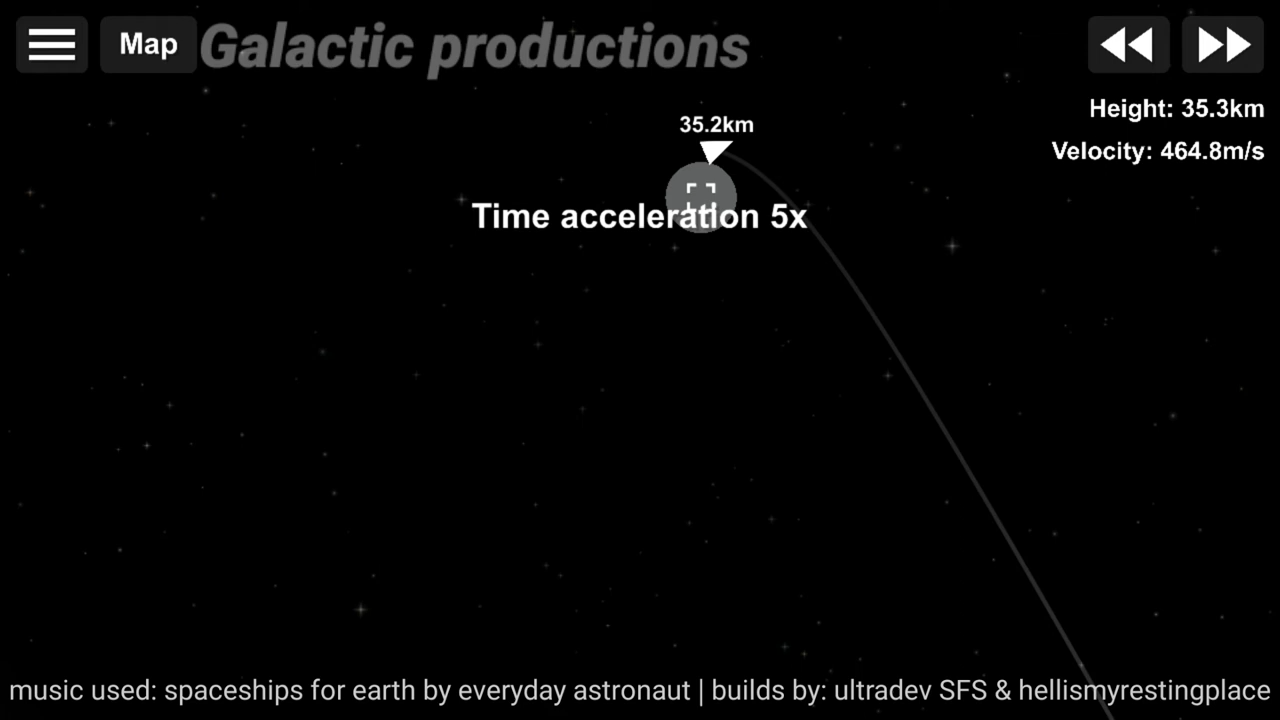 Map
Galactic productions
Height: 35.3km
35.2km
Velocity: 464.8m/s
Time acceleration 5x
music used: spaceships for earth by everyday astronaut | builds by: ultradev SFS & hellismyrestingplace